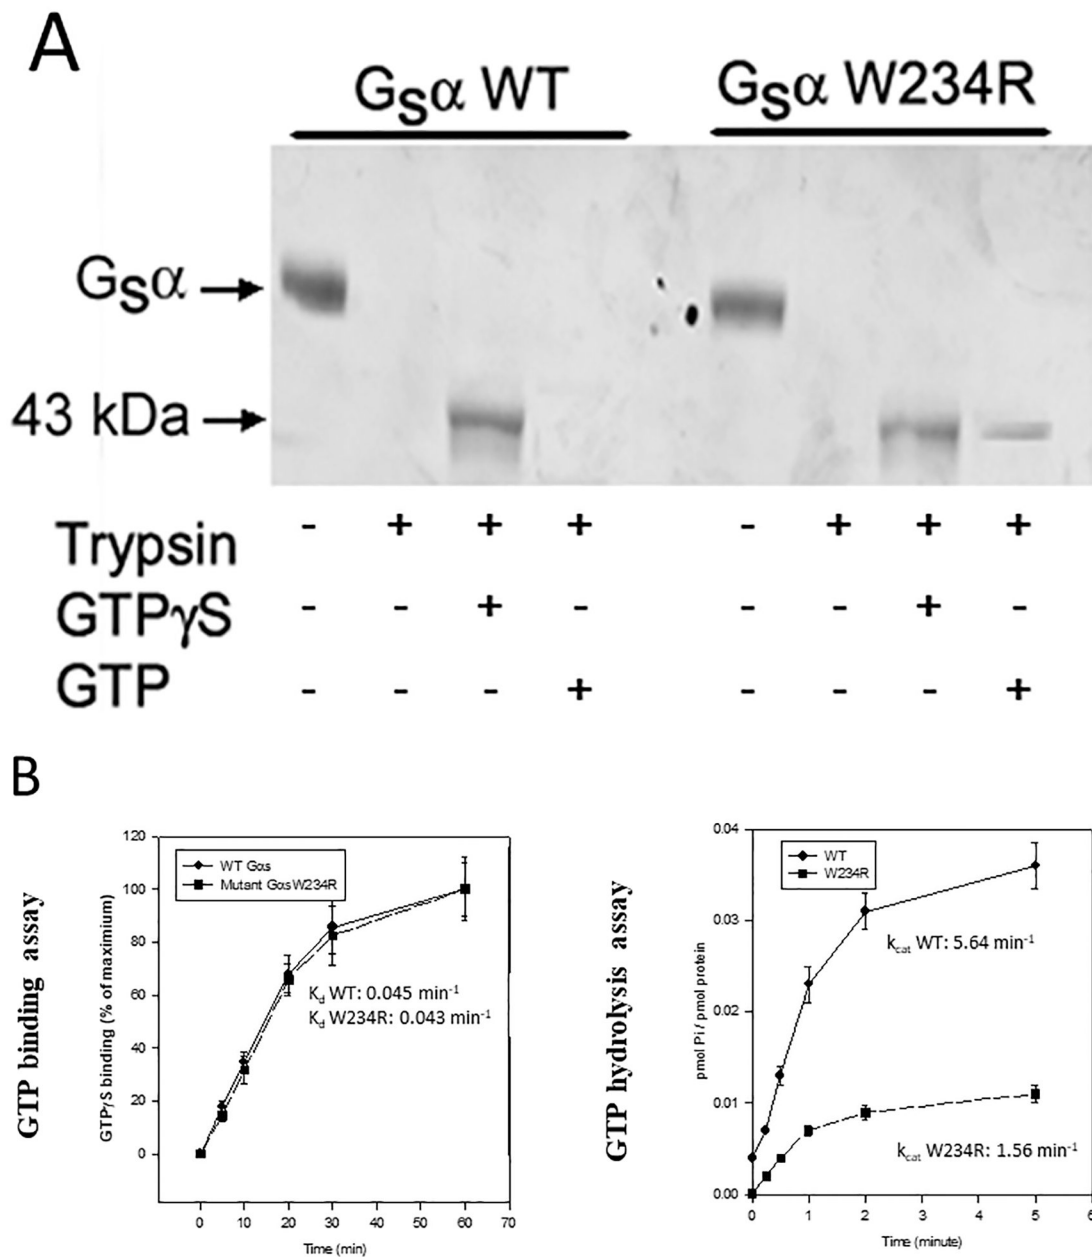 A
GSα WT
GSα W234R
GSα
43 kDa
Trypsin - + + + - + + +
GTPγS - - + - - - + -
GTP - - - + - - - +
B
GTP binding assay
GTPγS binding (% of maximium)
120
100
80
60
40
20
0
WT Gαs
Mutant Gαs W234R
Kd WT: 0.045 min-1
Kd W234R: 0.043 min-1
0 10 20 30 40 50 60 70
Time (min)
GTP hydrolysis assay
pmol Pi / pmol protein
0.04
0.03
0.02
0.01
0.00
WT
W234R
kcat WT: 5.64 min-1
kcat W234R: 1.56 min-1
0 1 2 3 4 5 6
Time (minute)